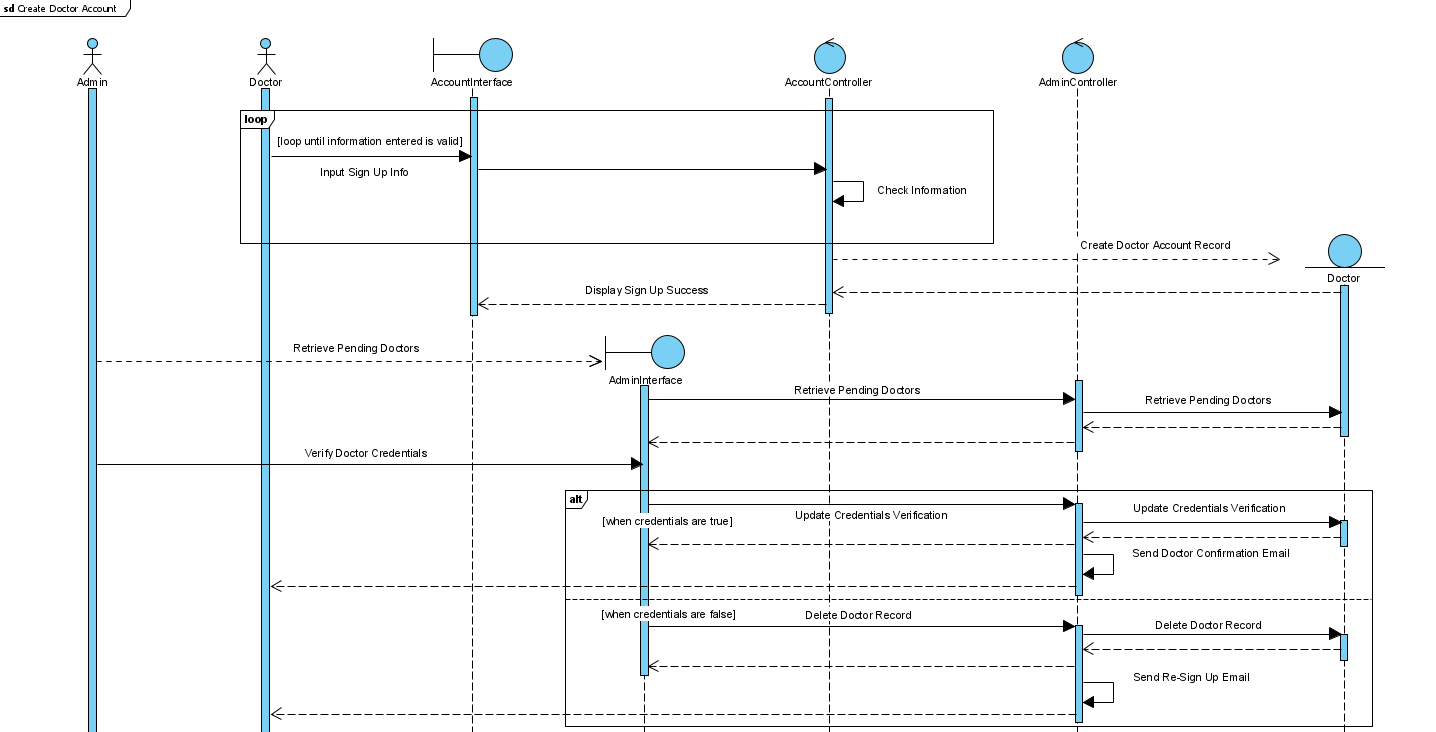 sd Create Doctor Account
Admin
Doctor
AccountInterface
AccountController
AdminController
loop
[loop until information entered is valid]
Input Sign Up Info
Check Information
Create Doctor Account Record
Doctor
Display Sign Up Success
Retrieve Pending Doctors
AdminInterface
Retrieve Pending Doctors
Retrieve Pending Doctors
Verify Doctor Credentials
alt
[when credentials are true]
Update Credentials Verification
Update Credentials Verification
Send Doctor Confirmation Email
[when credentials are false]
Delete Doctor Record
Delete Doctor Record
Send Re-Sign Up Email